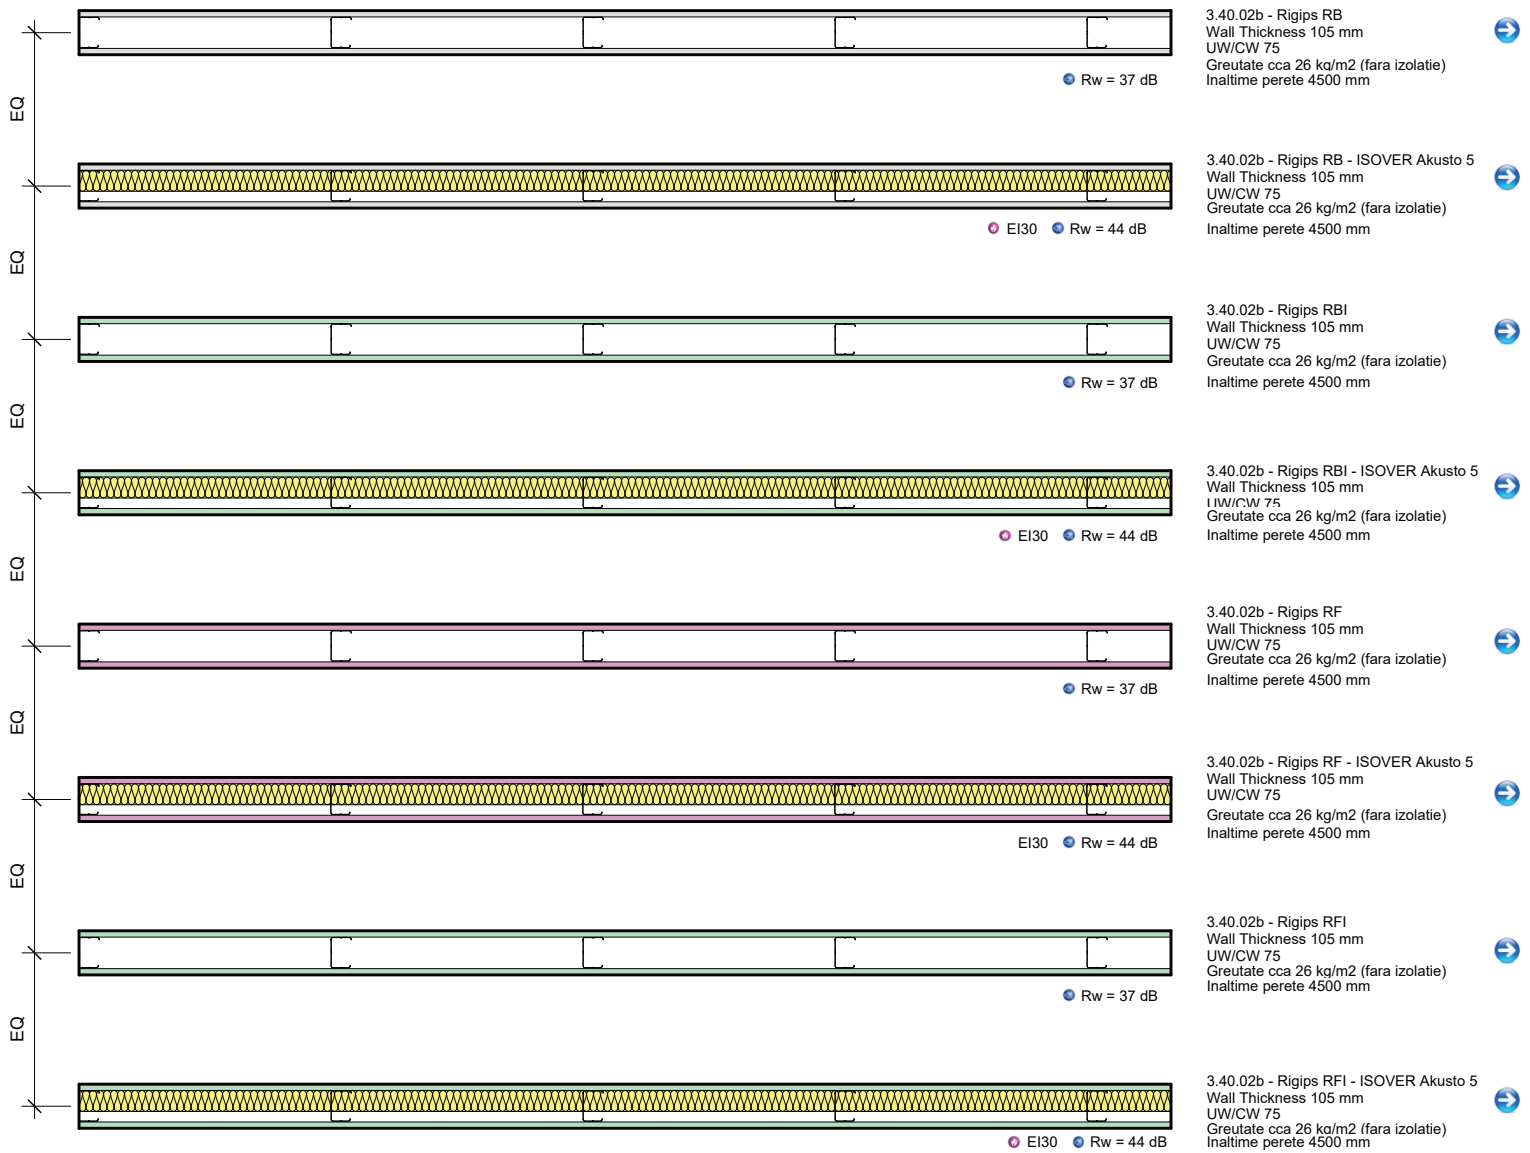 3.40.02b - Rigips RB
Wall Thickness 105 mm
UW/CW 75
Greutate cca 26 kg/m2 (fara izolatie)
Inaltime perete 4500 mm
Rw = 37 dB
EQ
3.40.02b - Rigips RB - ISOVER Akusto 5
Wall Thickness 105 mm
UW/CW 75
Greutate cca 26 kg/m2 (fara izolatie)
Inaltime perete 4500 mm
EI30 Rw = 44 dB
EQ
3.40.02b - Rigips RBI
Wall Thickness 105 mm
UW/CW 75
Greutate cca 26 kg/m2 (fara izolatie)
Inaltime perete 4500 mm
Rw = 37 dB
EQ
3.40.02b - Rigips RBI - ISOVER Akusto 5
Wall Thickness 105 mm
UW/CW 75
Greutate cca 26 kg/m2 (fara izolatie)
Inaltime perete 4500 mm
EI30 Rw = 44 dB
EQ
3.40.02b - Rigips RF
Wall Thickness 105 mm
UW/CW 75
Greutate cca 26 kg/m2 (fara izolatie)
Inaltime perete 4500 mm
Rw = 37 dB
EQ
3.40.02b - Rigips RF - ISOVER Akusto 5
Wall Thickness 105 mm
UW/CW 75
Greutate cca 26 kg/m2 (fara izolatie)
Inaltime perete 4500 mm
EI30 Rw = 44 dB
EQ
3.40.02b - Rigips RFI
Wall Thickness 105 mm
UW/CW 75
Greutate cca 26 kg/m2 (fara izolatie)
Inaltime perete 4500 mm
Rw = 37 dB
EQ
3.40.02b - Rigips RFI - ISOVER Akusto 5
Wall Thickness 105 mm
UW/CW 75
Greutate cca 26 kg/m2 (fara izolatie)
Inaltime perete 4500 mm
EI30 Rw = 44 dB